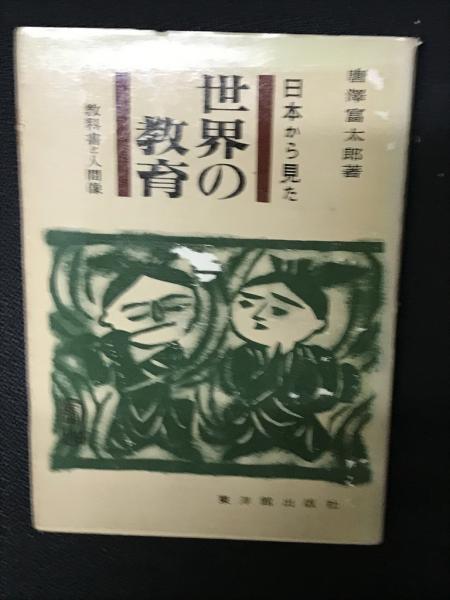 唐澤富太郎著
日本から見た
世界の
教育
教科書と人間像
東洋館出版社